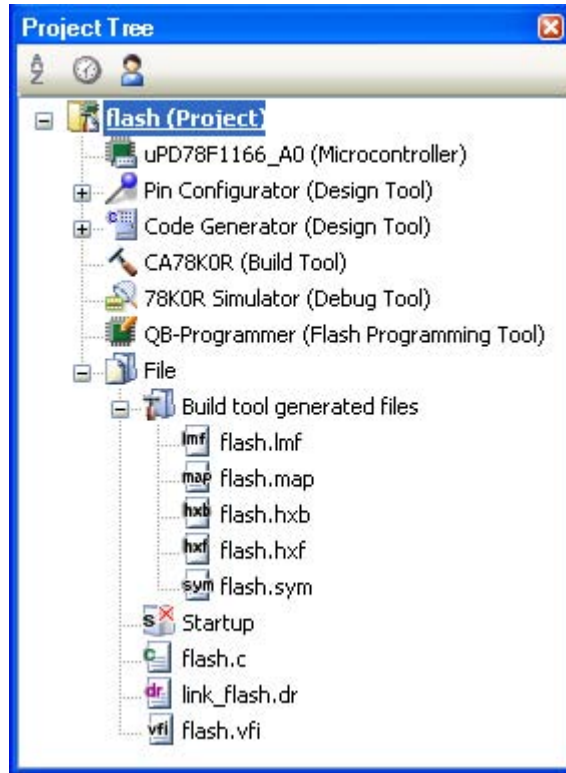 Project Tree
flash (Project)
uPD78F1166_A0 (Microcontroller)
Pin Configurator (Design Tool)
Code Generator (Design Tool)
CA78K0R (Build Tool)
78K0R Simulator (Debug Tool)
QB-Programmer (Flash Programming Tool)
File
Build tool generated files
lmf flash.lmf
map flash.map
hxb flash.hxb
hxf flash.hxf
sym flash.sym
s Startup
c flash.c
dr flash link_flash.dr
vfi flash.vfi